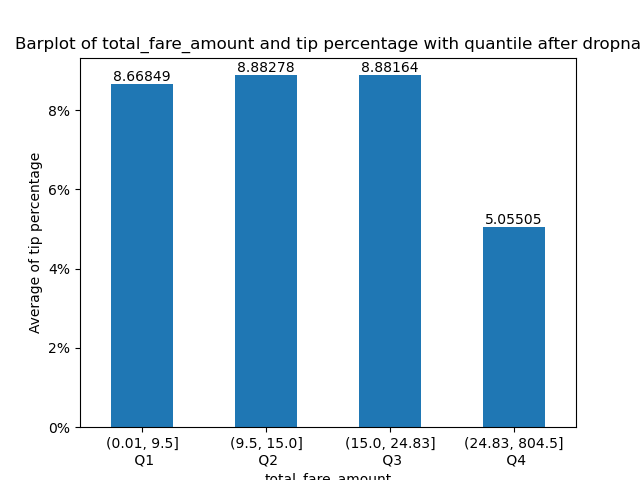 Barplot of total_fare_amount and tip percentage with quantile after dropna
8.66849
8.88278
8.88164
5.05505
8%
6%
4%
2%
0%
Average of tip percentage
(0.01, 9.5]
Q1
(9.5, 15.0]
Q2
(15.0, 24.83]
Q3
(24.83, 804.5]
Q4
total_fare_amount